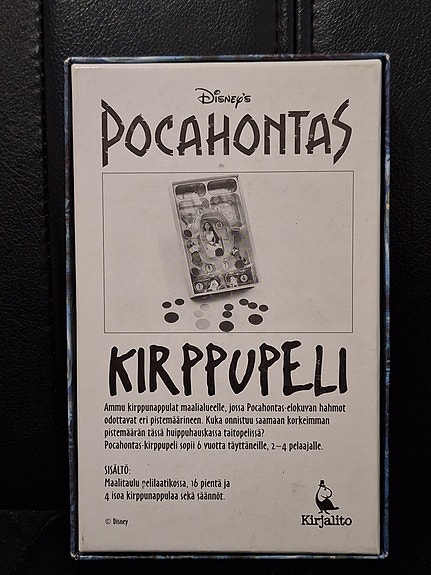 Disney's
POCAHONTAS
KIRPPUPELI
Ammu kirppunappulat maalialueelle, jossa Pocahontas-elokuvan hahmot
odottavat eri pistemäärineen. Kuka onnistuu saamaan korkeimman
pistemäärän tässä huippuhauskassa taitopelissä?
Pocahontas-kirppupeli sopii 6 vuotta täyttäneille, 2–4 pelaajalle.
SISÄLTÖ:
Maalitaulu pelilaatikossa, 16 pientä ja
4 isoa kirppunappulaa sekä säännöt.
© Disney
Kirjalito